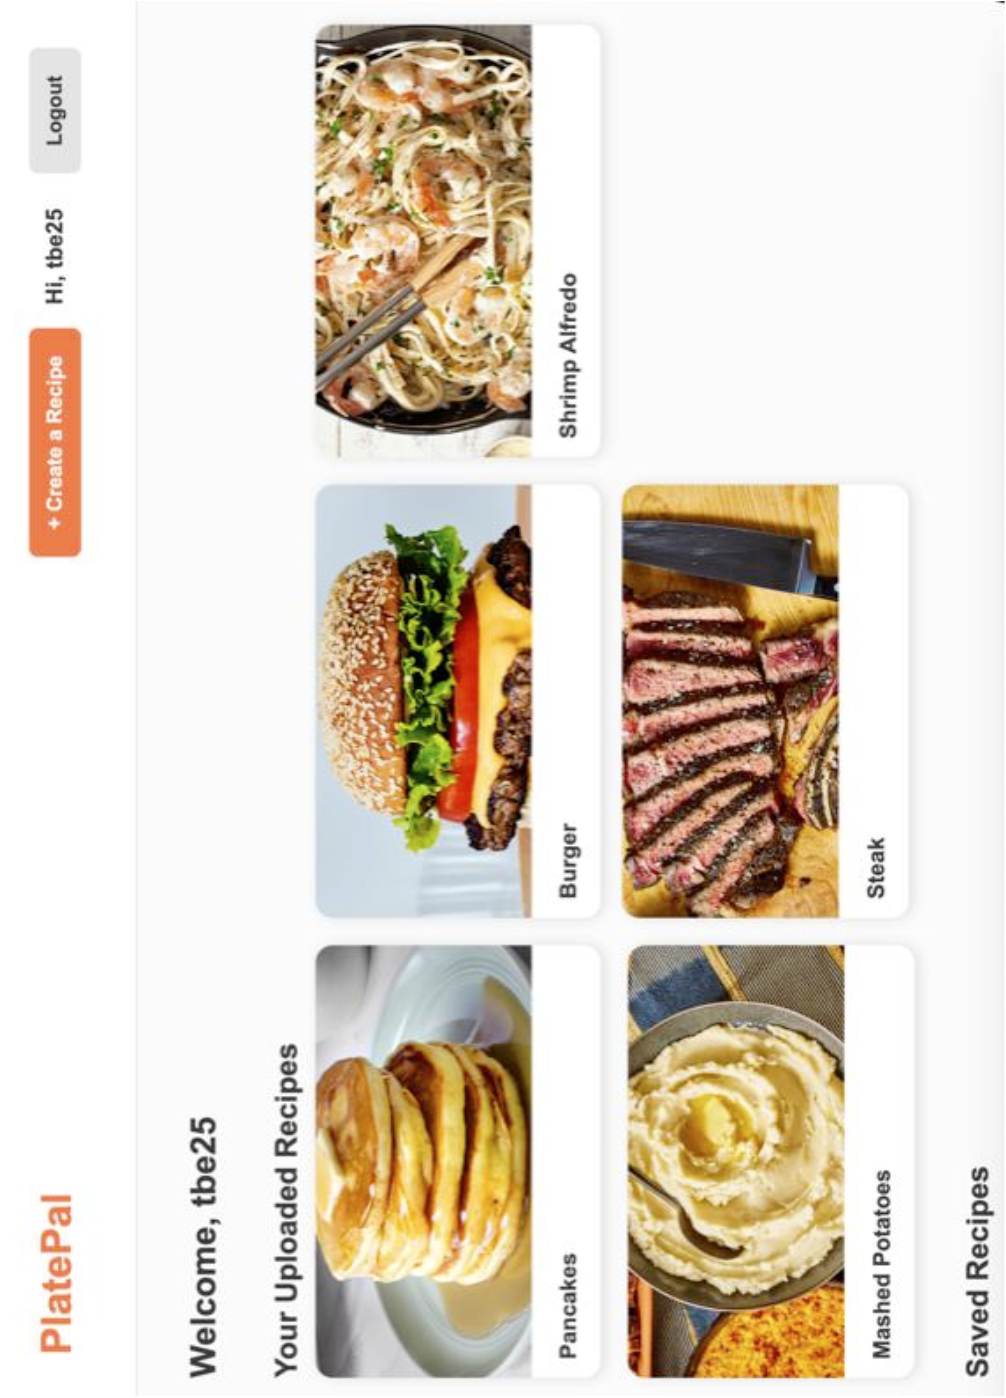 PlatePal
+ Create a Recipe
Hi, tbe25
Logout
Welcome, tbe25
Your Uploaded Recipes
Pancakes
Burger
Shrimp Alfredo
Mashed Potatoes
Steak
Saved Recipes